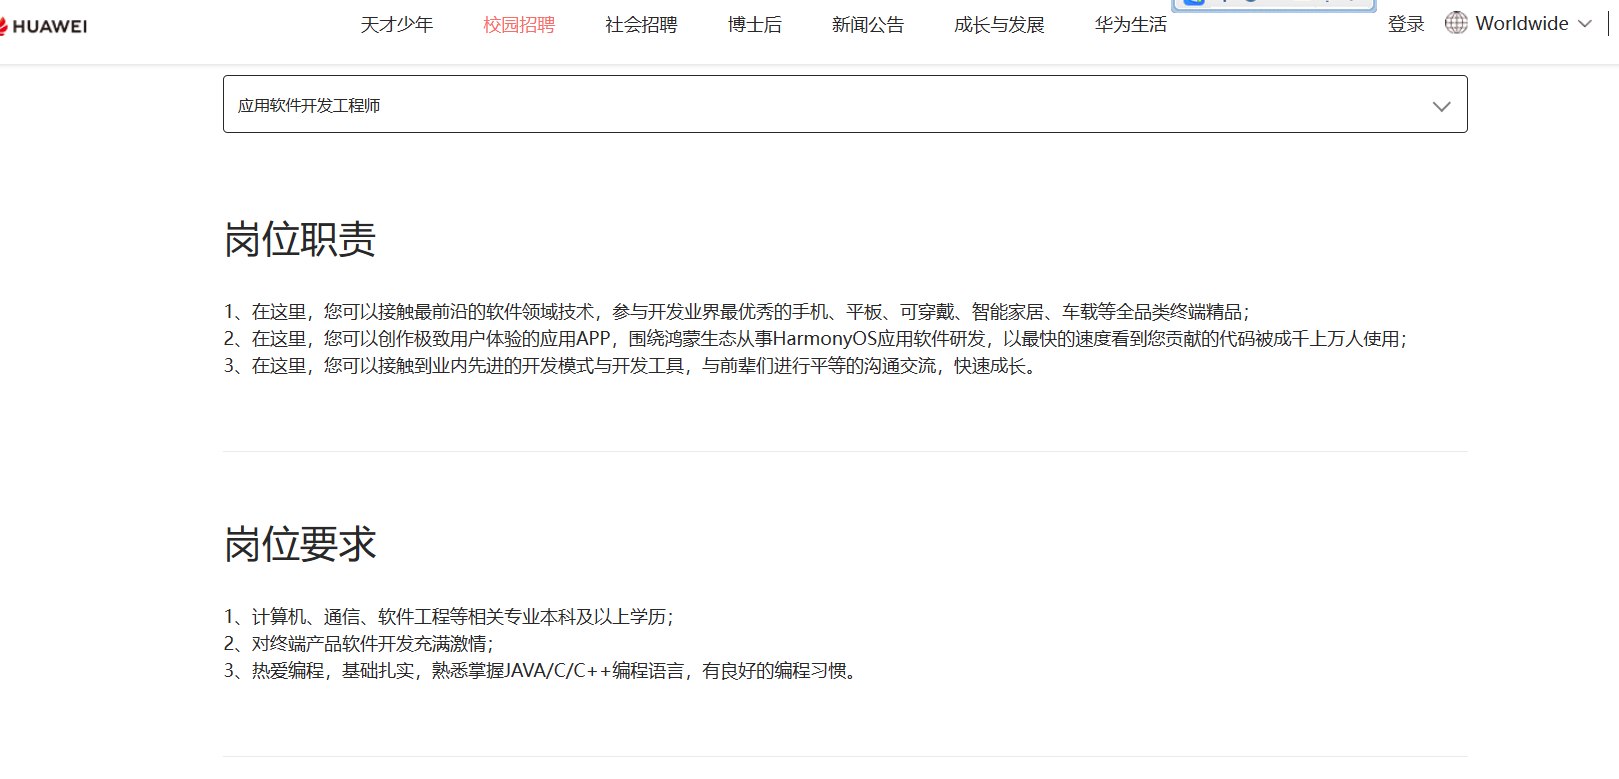 HUAWEI 天才少年 校园招聘 社会招聘 博士后 新闻公告 成长与发展 华为生活 登录 Worldwide
应用软件开发工程师
岗位职责
1、在这里，您可以接触最前沿的软件领域技术，参与开发业界最优秀的手机、平板、可穿戴、智能家居、车载等全品类终端精品；
2、在这里，您可以创作极致用户体验的应用APP，围绕鸿蒙生态从事HarmonyOS应用软件研发，以最快的速度看到您贡献的代码被成千上万人使用；
3、在这里，您可以接触到业内先进的开发模式与开发工具，与前辈们进行平等的沟通交流，快速成长。
岗位要求
1、计算机、通信、软件工程等相关专业本科及以上学历；
2、对终端产品软件开发充满激情；
3、热爱编程，基础扎实，熟悉掌握JAVA/C/C++编程语言，有良好的编程习惯。